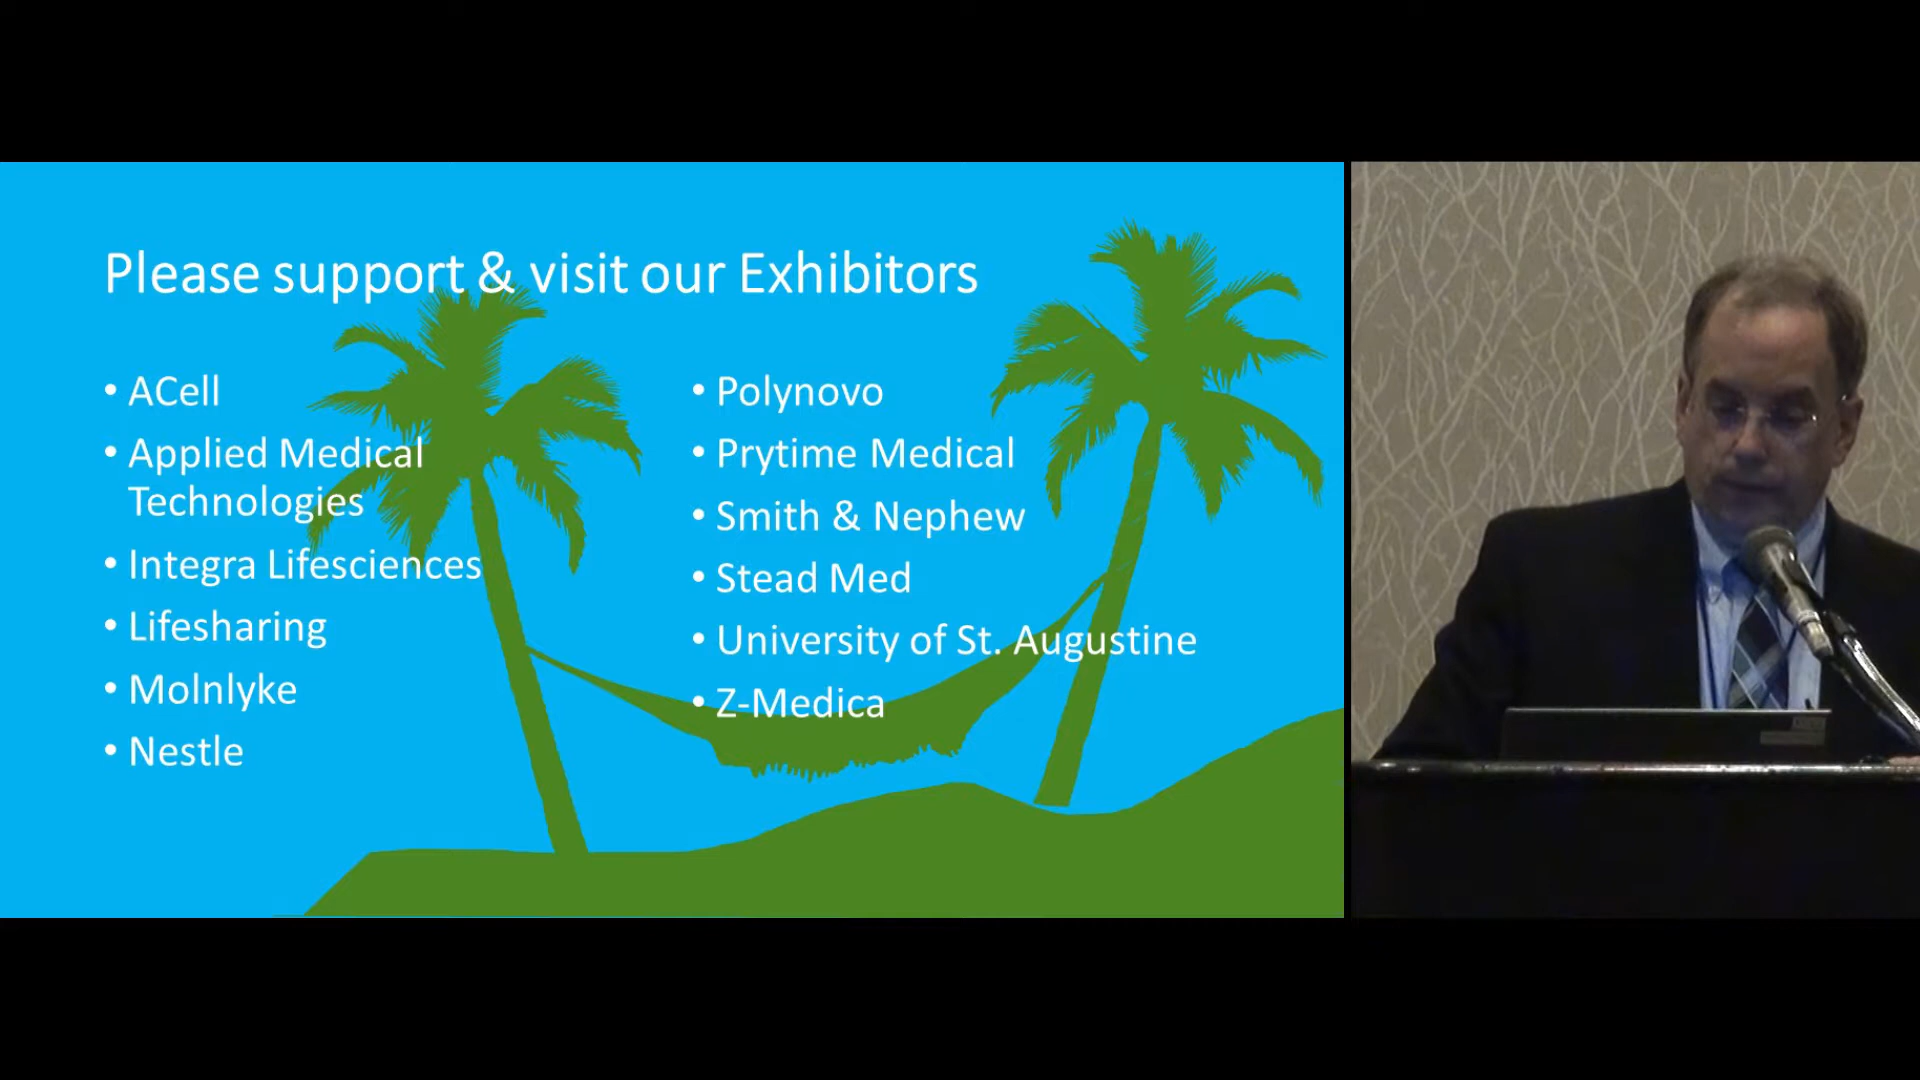 Please support & visit our Exhibitors
• ACell
• Applied Medical
Technologies
• Integra Lifesciences
• Lifesharing
• Molnlyke
• Nestle
• Polynovo
• Prytime Medical
• Smith & Nephew
• Stead Med
• University of St. Augustine
• Z-Medica